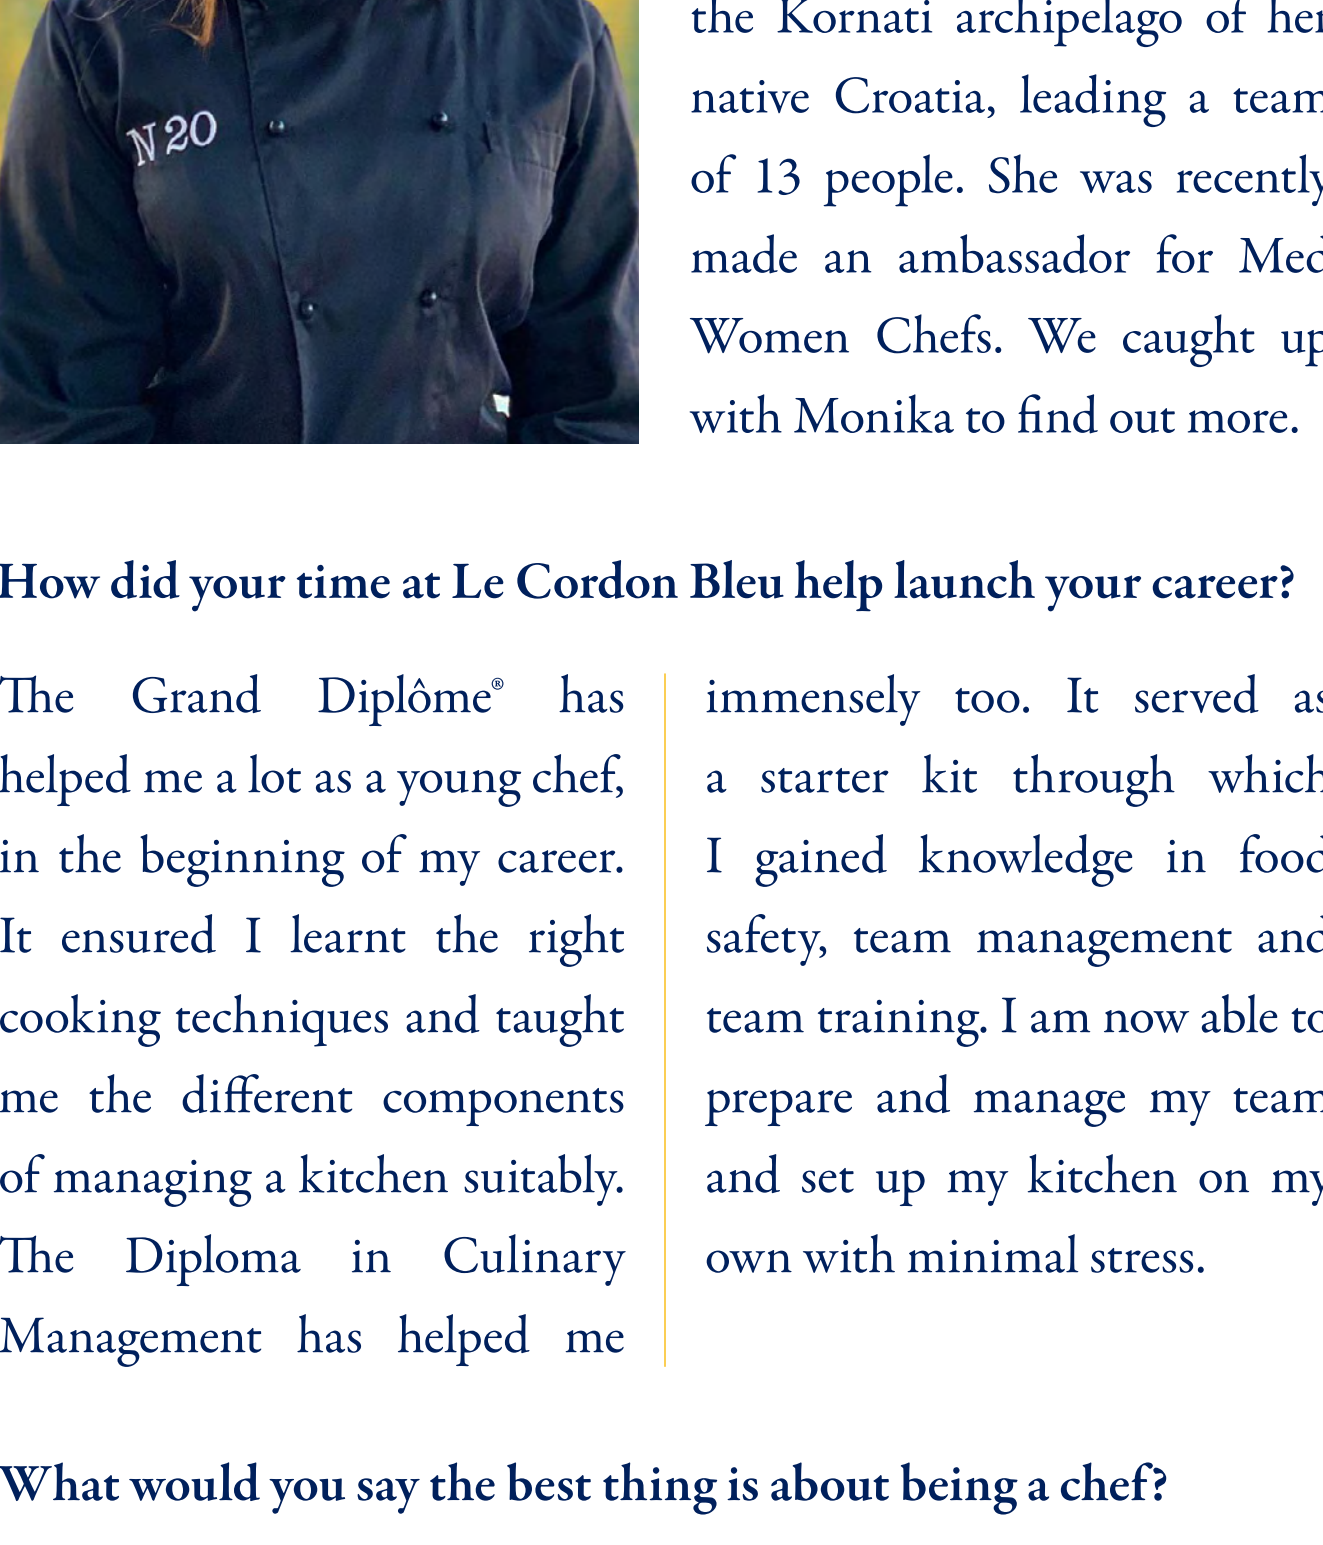 N 20
the Kornati archipelago of her
native Croatia, leading a team
of 13 people. She was recently
made an ambassador for Med
Women Chefs. We caught up
with Monika to find out more.
How did your time at Le Cordon Bleu help launch your career?
The Grand Diplôme® has
helped me a lot as a young chef,
in the beginning of my career.
It ensured I learnt the right
cooking techniques and taught
me the different components
of managing a kitchen suitably.
The Diploma in Culinary
Management has helped me
immensely too. It served as
a starter kit through which
I gained knowledge in food
safety, team management and
team training. I am now able to
prepare and manage my team
and set up my kitchen on my
own with minimal stress.
What would you say the best thing is about being a chef?